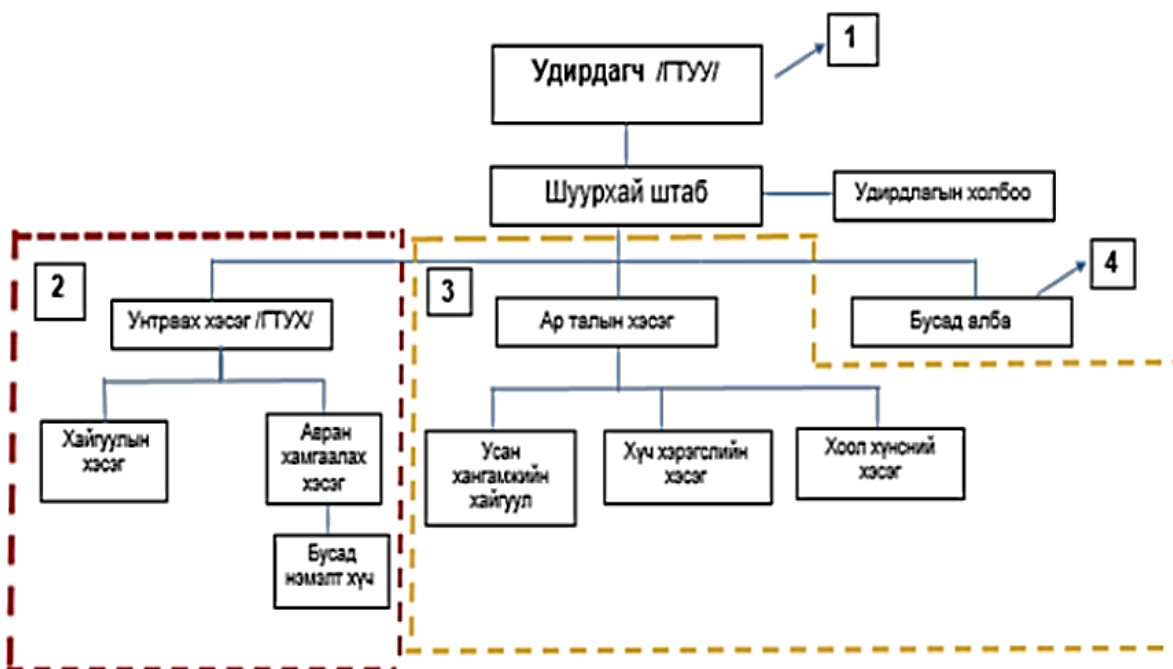 1
Удирдагч /ГТУУ/
Шуурхай штаб
Удирдлагын холбоо
2
3
4
Унтраах хэсэг /ГТУХ/
Ар талын хэсэг
Бусад алба
Хайгуулын
хэсэг
Авран
хамгаалах
хэсэг
Усан
хангамжийн
хайгуул
Хүч хэрэгслийн
хэсэг
Хоол хүнсний
хэсэг
Бусад
нэмэлт хүч